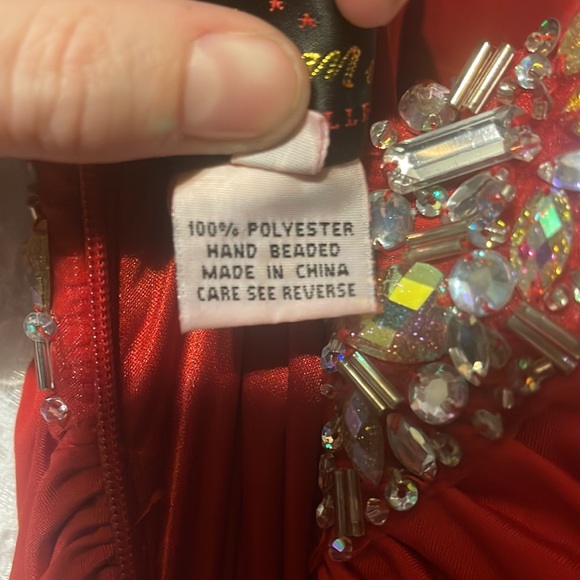 100% POLYESTER
HAND BEADED
MADE IN CHINA
CARE SEE REVERSE